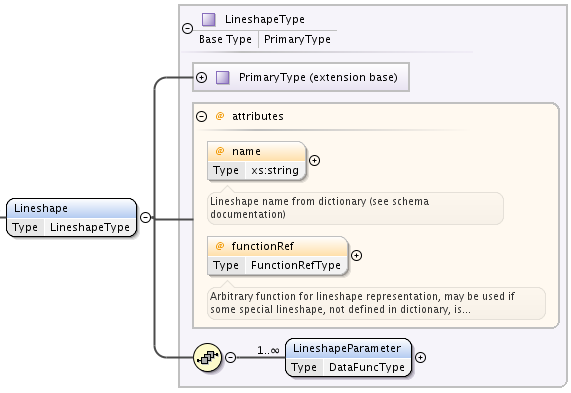 LineshapeType
Base Type PrimaryType
PrimaryType (extension base)
@ attributes
@ name
Type xs:string
Lineshape name from dictionary (see schema
documentation)
Lineshape
Type LineshapeType
@ functionRef
Type FunctionRefType
Arbitrary function for lineshape representation, may be used if
some special lineshape, not defined in dictionary, is...
1..∞
LineshapeParameter
Type DataFuncType